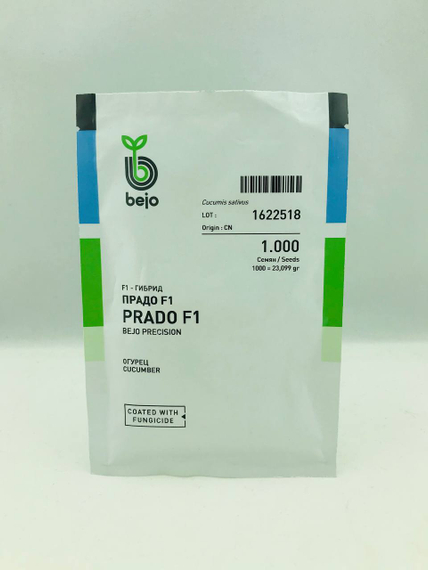 bejo
Cucumis sativus
LOT : 1622518
Origin : CN
1.000
Семян / Seeds
1000 = 23,099 gr
F1 - ГИБРИД
ПРАДО F1
PRADO F1
BEJO PRECISION
ОГУРЕЦ
CUCUMBER
COATED WITH
FUNGICIDE